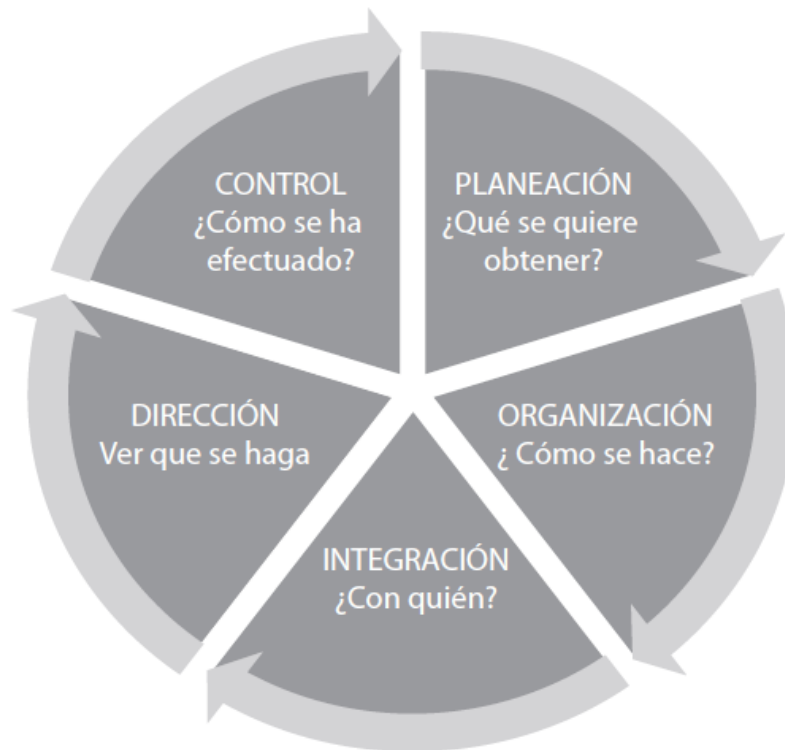 CONTROL
¿Cómo se ha
efectuado?
PLANEACIÓN
¿Qué se quiere
obtener?
DIRECCIÓN
Ver que se haga
ORGANIZACIÓN
¿ Cómo se hace?
INTEGRACIÓN
¿Con quién?